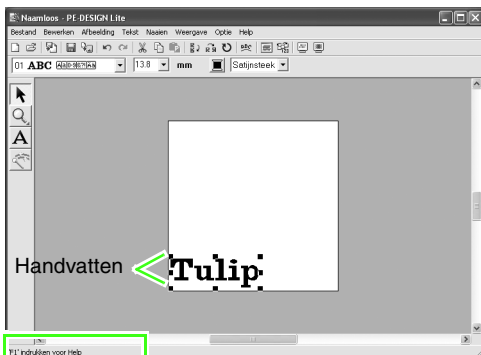 Naamloos - PE-DESIGN Lite
Bestand Bewerken Afbeelding Tekst Naaien Weergave Optie Help
01 ABC 13.8 mm Satijnsteek
A
Handvatten
Tulip
'F1' indrukken voor Help